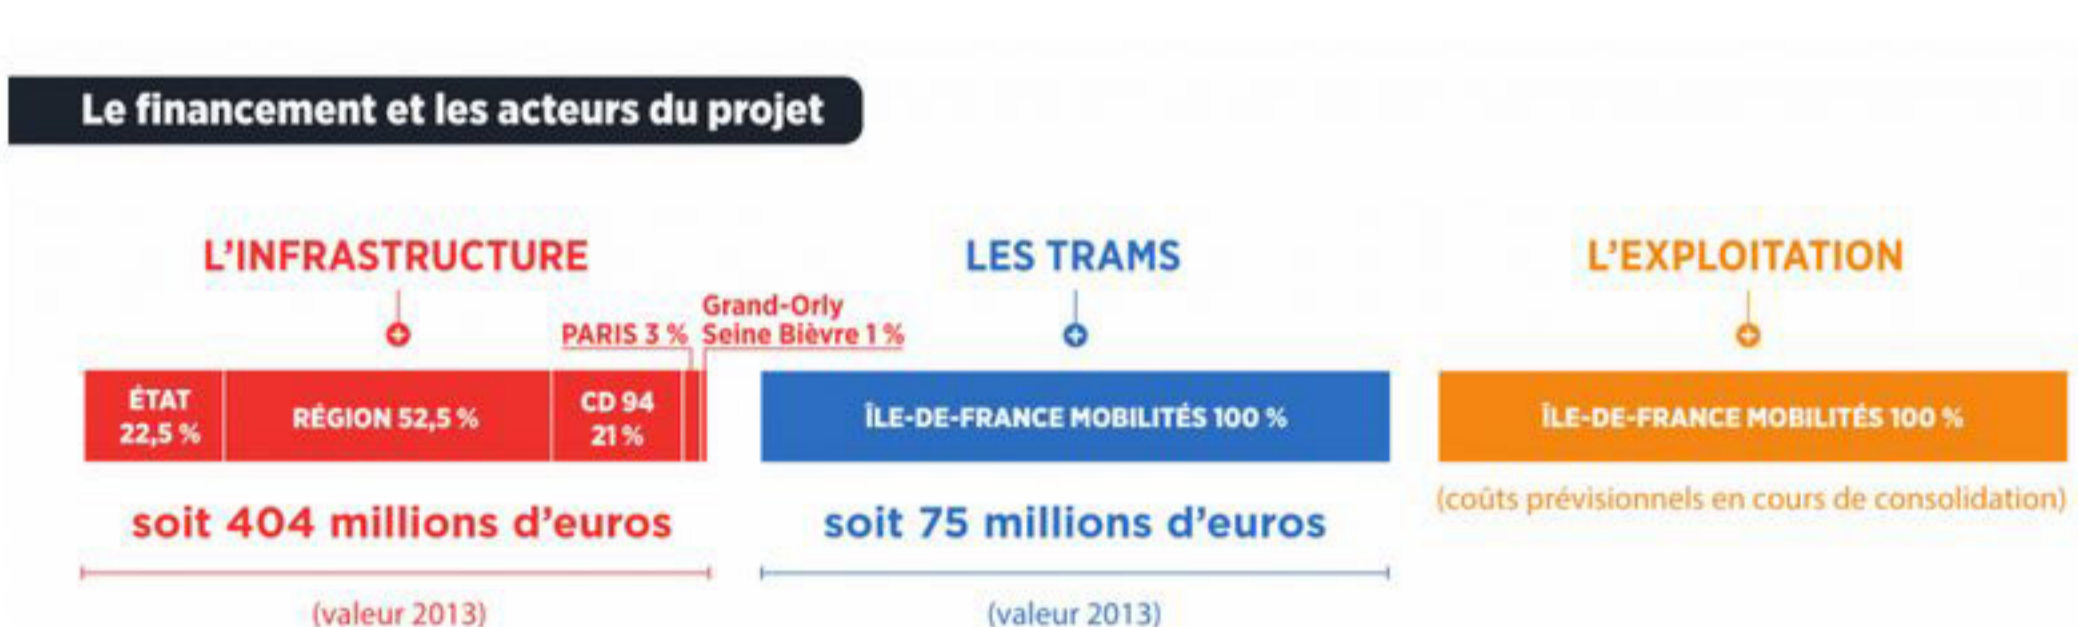 Le financement et les acteurs du projet
L'INFRASTRUCTURE
PARIS 3 %
Grand-Orly
Seine Bièvre 1 %
ÉTAT
22,5 %
RÉGION 52,5 %
CD 94
21 %
soit 404 millions d'euros
(valeur 2013)
LES TRAMS
ÎLE-DE-FRANCE MOBILITÉS 100 %
soit 75 millions d'euros
(valeur 2013)
L'EXPLOITATION
ÎLE-DE-FRANCE MOBILITÉS 100 %
(coûts prévisionnels en cours de consolidation)